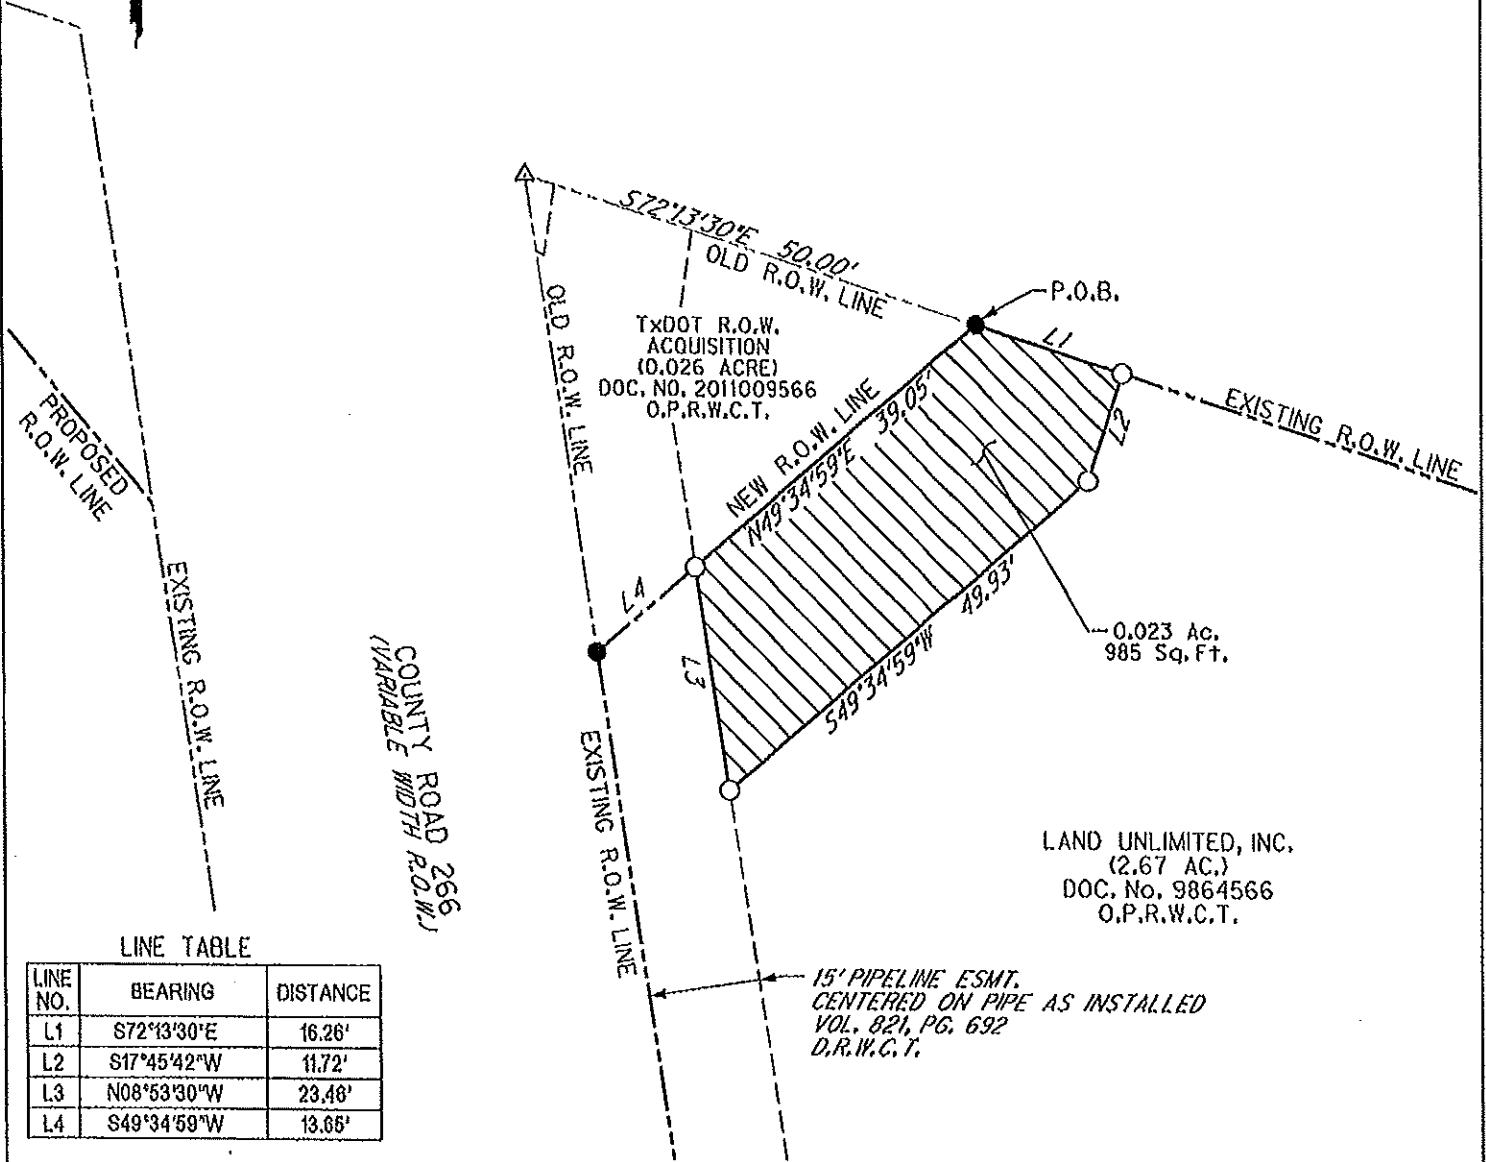 S72°13'30"E 50.00'
OLD R.O.W. LINE
P.O.B.
L1
OLD R.O.W. LINE
TxDOT R.O.W.
ACQUISITION
(0.026 ACRE)
DOC. NO. 2011009566
O.P.R.W.C.T.
NEW R.O.W. LINE
N49°34'59"E 39.05'
L2
EXISTING R.O.W. LINE
PROPOSED
R.O.W. LINE
L4
L3
S49°34'59"W 49.93'
0.023 Ac.
985 Sq. Ft.
EXISTING R.O.W. LINE
COUNTY ROAD 266
(VARIABLE WIDTH R.O.W.)
EXISTING R.O.W. LINE
LAND UNLIMITED, INC.
(2.67 AC.)
DOC. No. 9864566
O.P.R.W.C.T.
15' PIPELINE ESMT.
CENTERED ON PIPE AS INSTALLED
VOL. 821, PG. 692
D.R.W.C.T.
LINE TABLE
LINE NO. BEARING DISTANCE
L1 S72°13'30"E 16.26'
L2 S17°45'42"W 11.72'
L3 N08°53'30"W 23.46'
L4 S49°34'59"W 13.65'